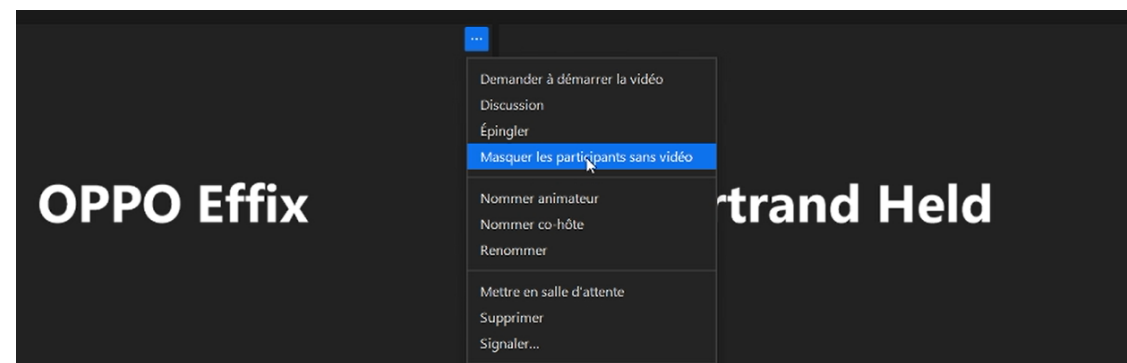 ...
Demander à démarrer la vidéo
Discussion
Épingler
Masquer les participants sans vidéo
OPPO Effix
rtrand Held
Nommer animateur
Nommer co-hôte
Renommer
Mettre en salle d'attente
Supprimer
Signaler...